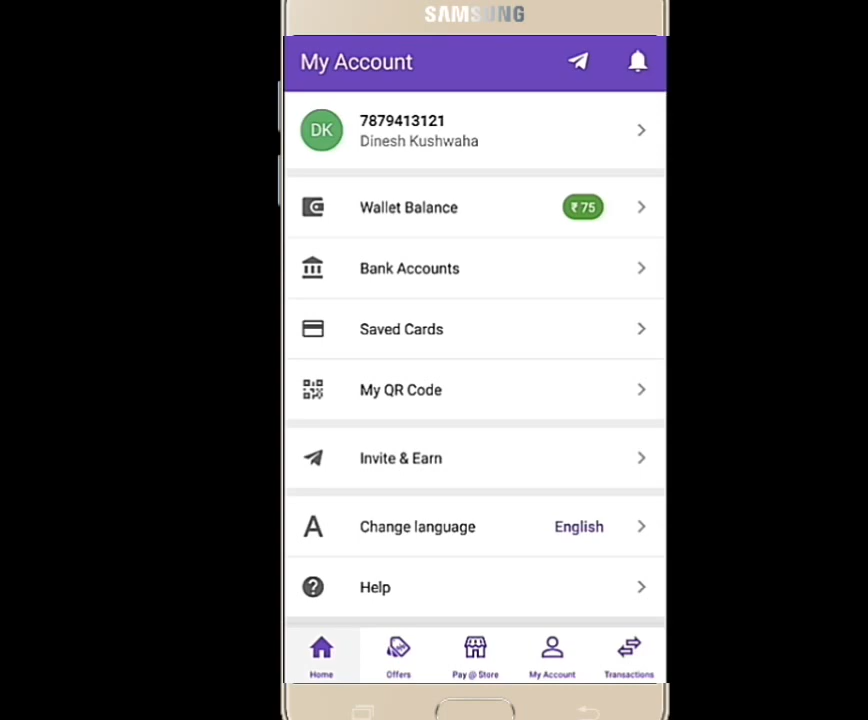 SAMSUNG
My Account
DK
7879413121
Dinesh Kushwaha
Wallet Balance
₹ 75
Bank Accounts
Saved Cards
My QR Code
Invite & Earn
A
Change language
English
Help
Home
Offers
Pay @ Store
My Account
Transactions